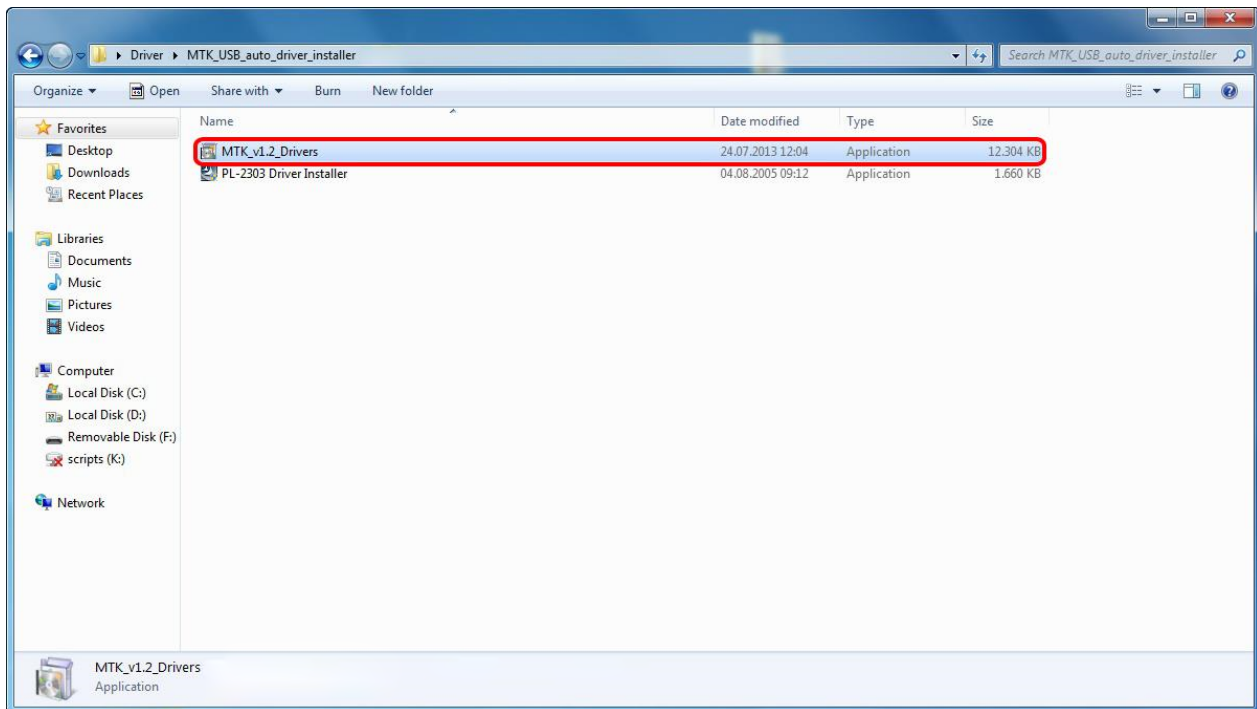 Driver MTK_USB_auto_driver_installer
Search MTK_USB_auto_driver_installer
Organize Open Share with Burn New folder
Favorites
Desktop
Downloads
Recent Places
Libraries
Documents
Music
Pictures
Videos
Computer
Local Disk (C:)
Local Disk (D:)
Removable Disk (F:)
scripts (K:)
Network
Name Date modified Type Size
MTK_v1.2_Drivers 24.07.2013 12:04 Application 12.304 KB
PL-2303 Driver Installer 04.08.2005 09:12 Application 1.660 KB
MTK_v1.2_Drivers
Application